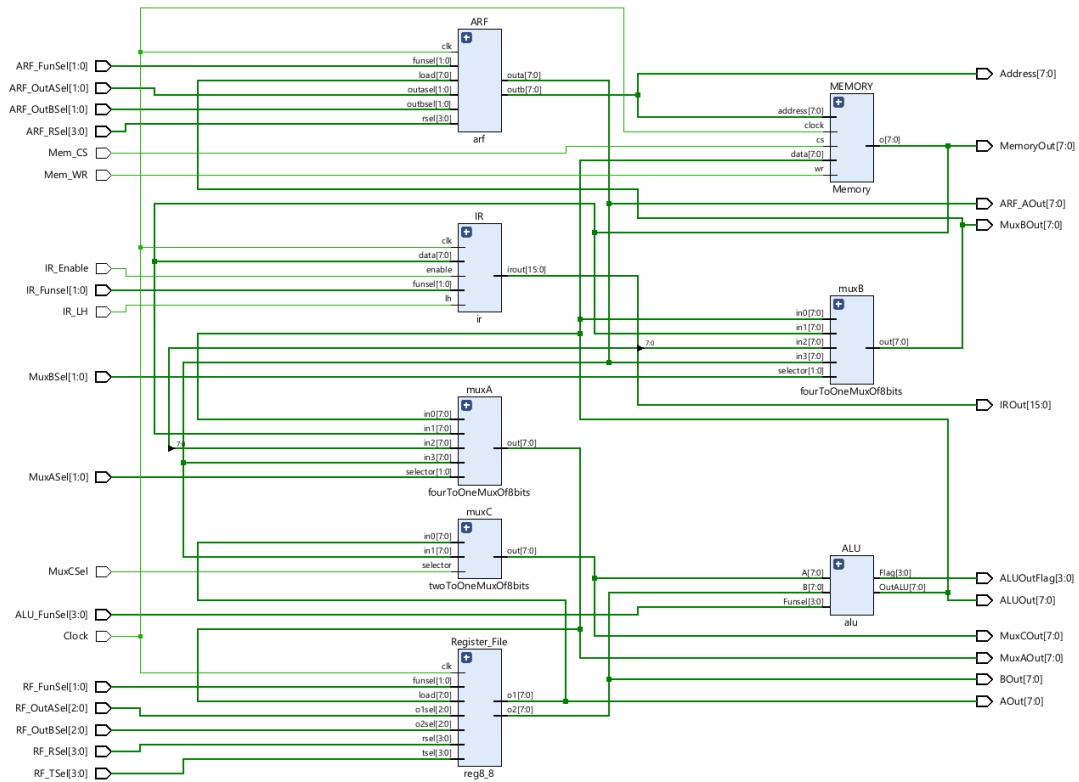 ARF
clk
funsel[1:0]
load[7:0]
outasel[1:0]
outbsel[1:0]
rsel[3:0]
outa[7:0]
outb[7:0]
arf
ARF_FunSel[1:0]
ARF_OutASel[1:0]
ARF_OutBSel[1:0]
ARF_RSel[3:0]
Mem_CS
Mem_WR
MEMORY
address[7:0]
clock
cs
data[7:0]
wr
o[7:0]
Memory
Address[7:0]
MemoryOut[7:0]
ARF_AOut[7:0]
MuxBOut[7:0]
IR
clk
data[7:0]
enable
funsel[1:0]
lh
irout[15:0]
ir
IR_Enable
IR_Funsel[1:0]
IR_LH
muxB
in0[7:0]
in1[7:0]
in2[7:0]
in3[7:0]
selector[1:0]
out[7:0]
fourToOneMuxOf8bits
7:0
MuxBSel[1:0]
IROut[15:0]
muxA
in0[7:0]
in1[7:0]
in2[7:0]
in3[7:0]
selector[1:0]
out[7:0]
fourToOneMuxOf8bits
7:0
MuxASel[1:0]
muxC
in0[7:0]
in1[7:0]
selector
out[7:0]
twoToOneMuxOf8bits
MuxCSel
ALU_FunSel[3:0]
Clock
ALU
A[7:0]
B[7:0]
Funsel[3:0]
Flag[3:0]
OutALU[7:0]
alu
ALUOutFlag[3:0]
ALUOut[7:0]
MuxCOut[7:0]
MuxAOut[7:0]
BOut[7:0]
AOut[7:0]
Register_File
clk
funsel[1:0]
load[7:0]
o1sel[2:0]
o2sel[2:0]
rsel[3:0]
tsel[3:0]
o1[7:0]
o2[7:0]
reg8_8
RF_FunSel[1:0]
RF_OutASel[2:0]
RF_OutBSel[2:0]
RF_RSel[3:0]
RF_TSel[3:0]